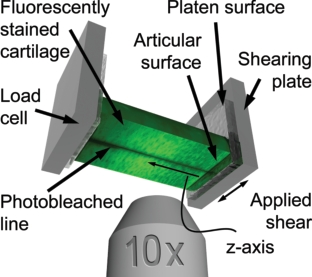 Fluorescently
stained
cartilage
Platen surface
Articular
surface
Shearing
plate
Load
cell
Photobleached
line
Applied
shear
z-axis
10x